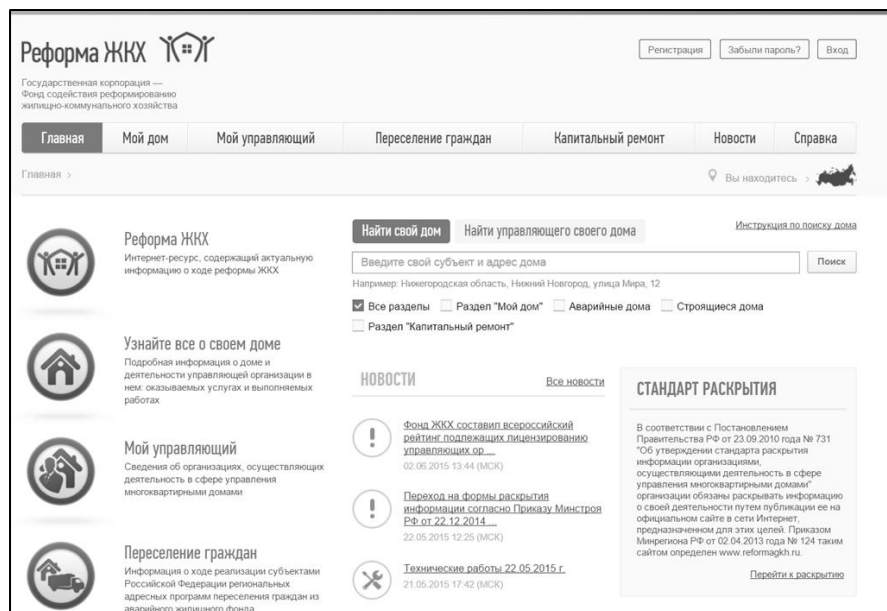 Реформа ЖКХ
Государственная корпорация —
Фонд содействия реформированию
жилищно-коммунального хозяйства
Регистрация
Забыли пароль?
Вход
Главная
Мой дом
Мой управляющий
Переселение граждан
Капитальный ремонт
Новости
Справка
Главная >
Вы находитесь >
Реформа ЖКХ
Интернет-ресурс, содержащий актуальную
информацию о ходе реформы ЖКХ
Узнайте все о своем доме
Подробная информация о доме и
деятельности управляющей организации в
нем: оказываемых услугах и выполняемых
работах
Мой управляющий
Сведения об организациях, осуществляющих
деятельность в сфере управления
многоквартирными домами
Переселение граждан
Информация о ходе реализации субъектами
Российской Федерации региональных
адресных программ переселения граждан из
аварийного жилищного фонда
Найти свой дом
Найти управляющего своего дома
Инструкция по поиску дома
Введите свой субъект и адрес дома
Поиск
Например: Нижегородская область, Нижний Новгород, улица Мира, 12
Все разделы
Раздел "Мой дом"
Аварийные дома
Строящиеся дома
Раздел "Капитальный ремонт"
НОВОСТИ
Все новости
Фонд ЖКХ составил всероссийский
рейтинг подлежащих лицензированию
управляющих ор ....
02.06.2015 13:44 (МСК)
Переход на формы раскрытия
информации согласно Приказу Минстроя
РФ от 22.12.2014 ....
22.05.2015 12:25 (МСК)
Технические работы 22.05.2015 г.
21.05.2015 17:42 (МСК)
СТАНДАРТ РАСКРЫТИЯ
В соответствии с Постановлением
Правительства РФ от 23.09.2010 года № 731
"Об утверждении стандарта раскрытия
информации организациями,
осуществляющими деятельность в сфере
управления многоквартирными домами"
организации обязаны раскрывать информацию
о своей деятельности путем публикации ее на
официальном сайте в сети Интернет,
предназначенном для этих целей. Приказом
Минрегиона РФ от 02.04.2013 года № 124 таким
сайтом определен www.reformagkh.ru.
Перейти к раскрытию